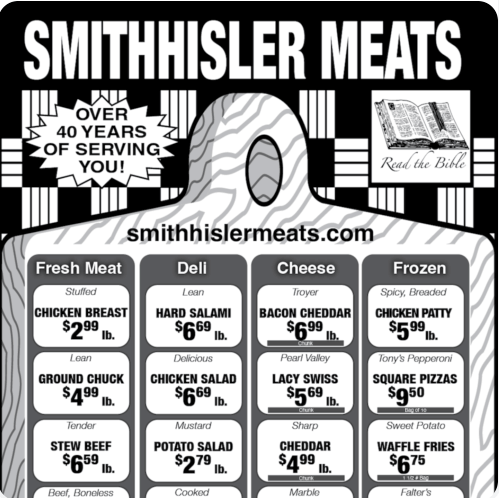 SMITHHISLER MEATS
OVER
40 YEARS
OF SERVING
YOU!
Read the Bible
smithhislermeats.com
Fresh Meat
Stuffed
CHICKEN BREAST
$2.99 lb.
Lean
GROUND CHUCK
$4.99 lb.
Tender
STEW BEEF
$6.59 lb.
Beef, Boneless
Deli
Lean
HARD SALAMI
$6.69 lb.
Delicious
CHICKEN SALAD
$6.69 lb.
Mustard
POTATO SALAD
$2.79 lb.
Cooked
Cheese
Troyer
BACON CHEDDAR
$6.99 lb.
Chunk
Pearl Valley
LACY SWISS
$5.69 lb.
Chunk
Sharp
CHEDDAR
$4.99 lb.
Chunk
Marble
Frozen
Spicy, Breaded
CHICKEN PATTY
$5.99 lb.
Tony's Pepperoni
SQUARE PIZZAS
$9.50
Bag of 10
Sweet Potato
WAFFLE FRIES
$6.75
1 1/2 # Bag
Falter's